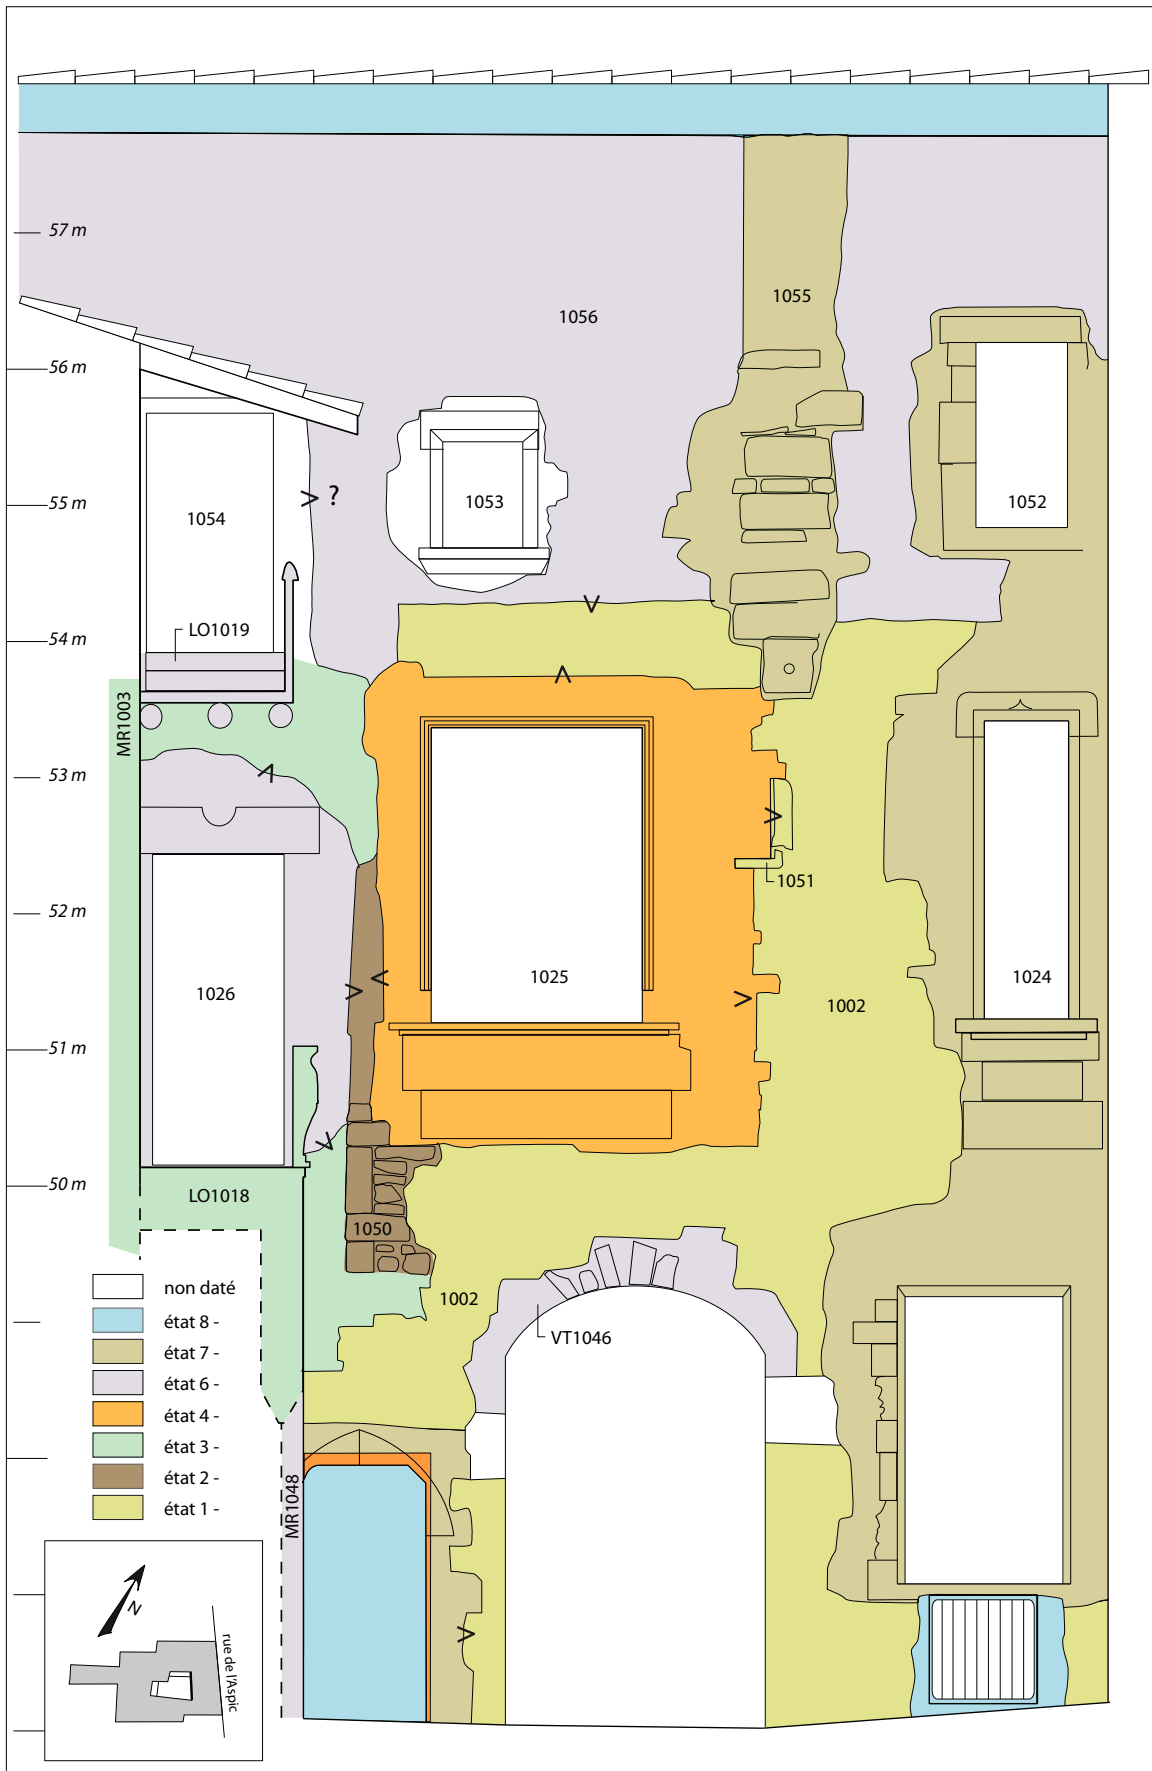 57 m
1055
1056
56 m
55 m
1054
?
1053
1052
54 m
LO1019
MR1003
53 m
1051
52 m
1026
1025
1002
1024
51 m
50 m
LO1018
1050
1002
VT1046
non daté
état 8 -
état 7 -
état 6 -
état 4 -
état 3 -
état 2 -
état 1 -
MR1048
N
rue de l'Aspic